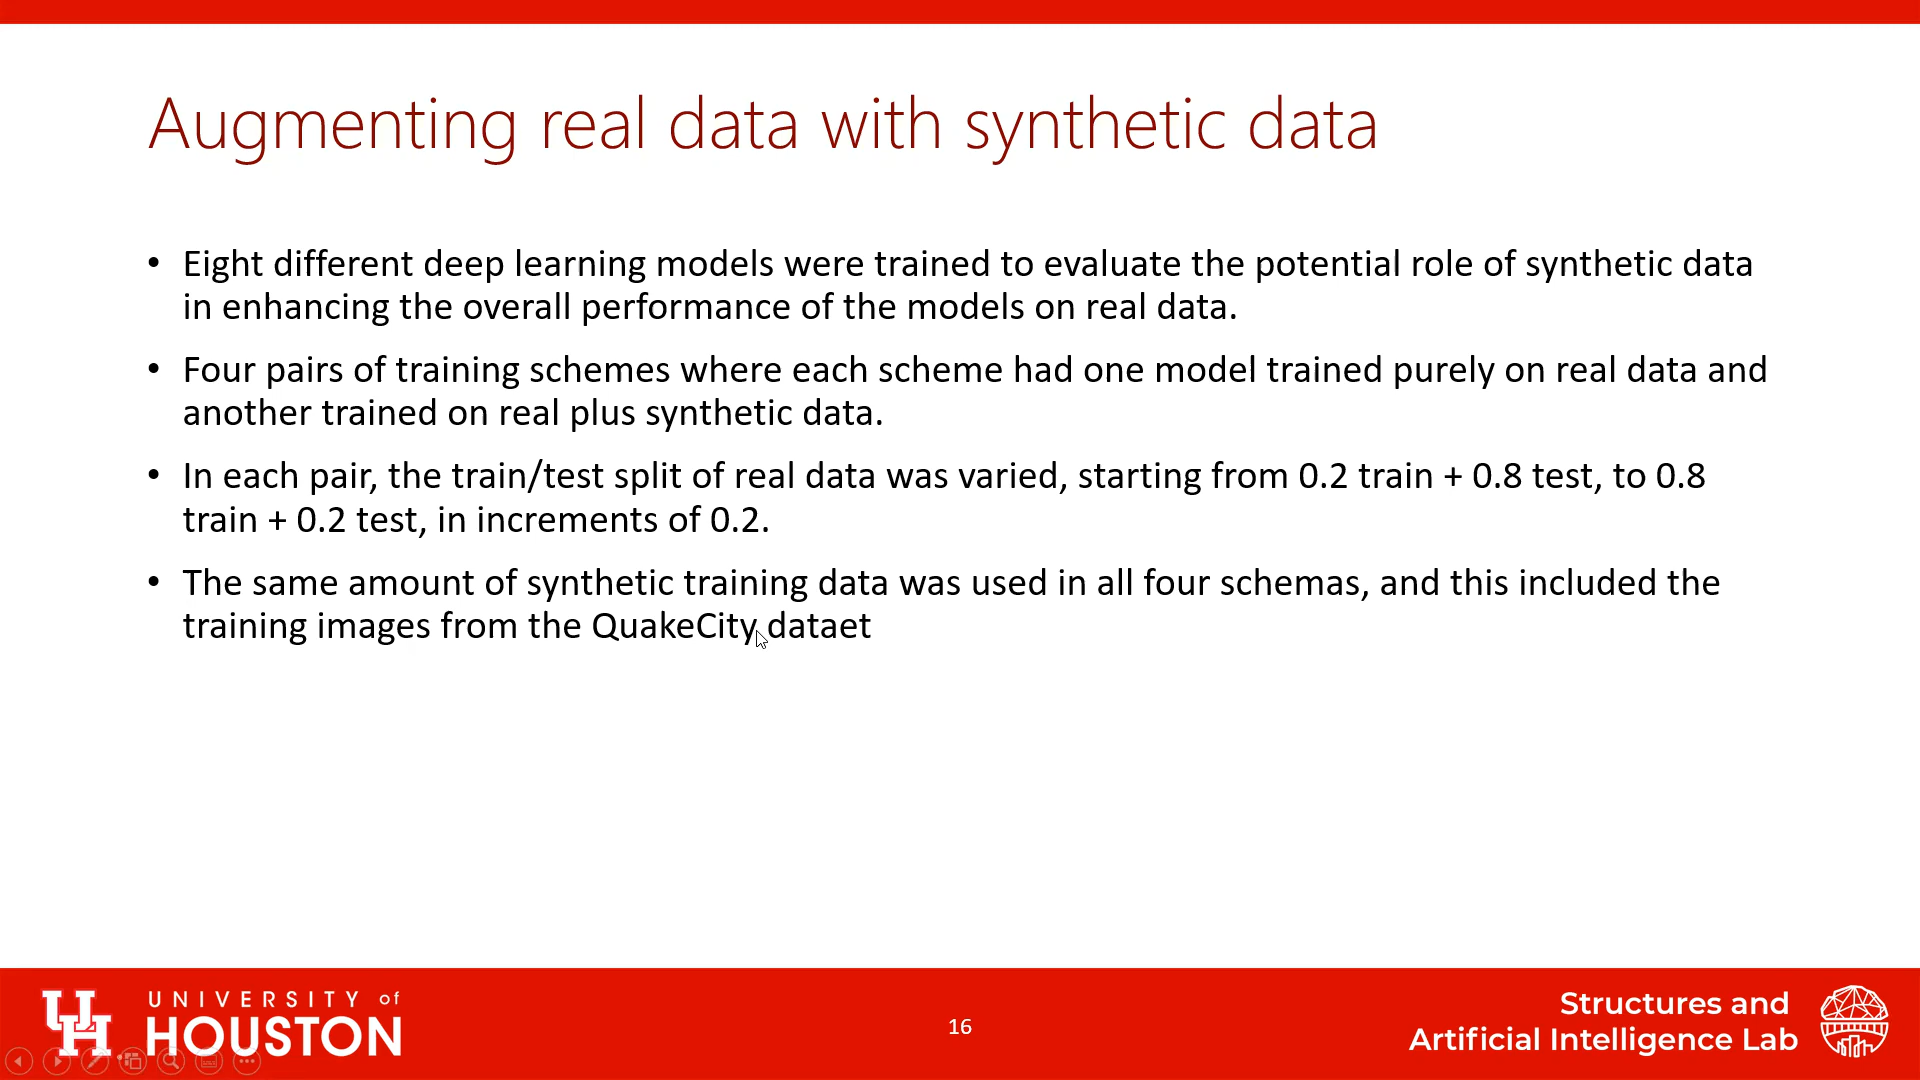 Augmenting real data with synthetic data
• Eight different deep learning models were trained to evaluate the potential role of synthetic data
in enhancing the overall performance of the models on real data.
• Four pairs of training schemes where each scheme had one model trained purely on real data and
another trained on real plus synthetic data.
• In each pair, the train/test split of real data was varied, starting from 0.2 train + 0.8 test, to 0.8
train + 0.2 test, in increments of 0.2.
• The same amount of synthetic training data was used in all four schemas, and this included the
training images from the QuakeCity dataet
UNIVERSITY of
HOUSTON
16
Structures and
Artificial Intelligence Lab